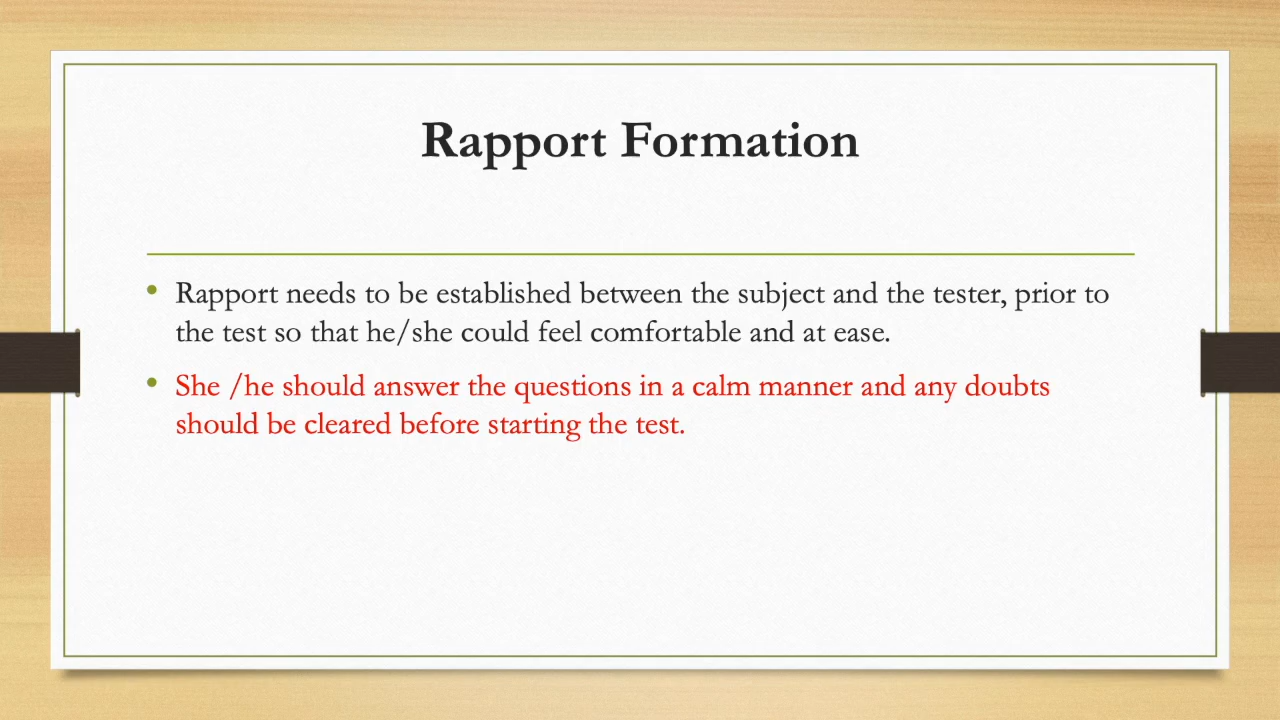 Rapport Formation
• Rapport needs to be established between the subject and the tester, prior to
the test so that he/she could feel comfortable and at ease.
• She /he should answer the questions in a calm manner and any doubts
should be cleared before starting the test.